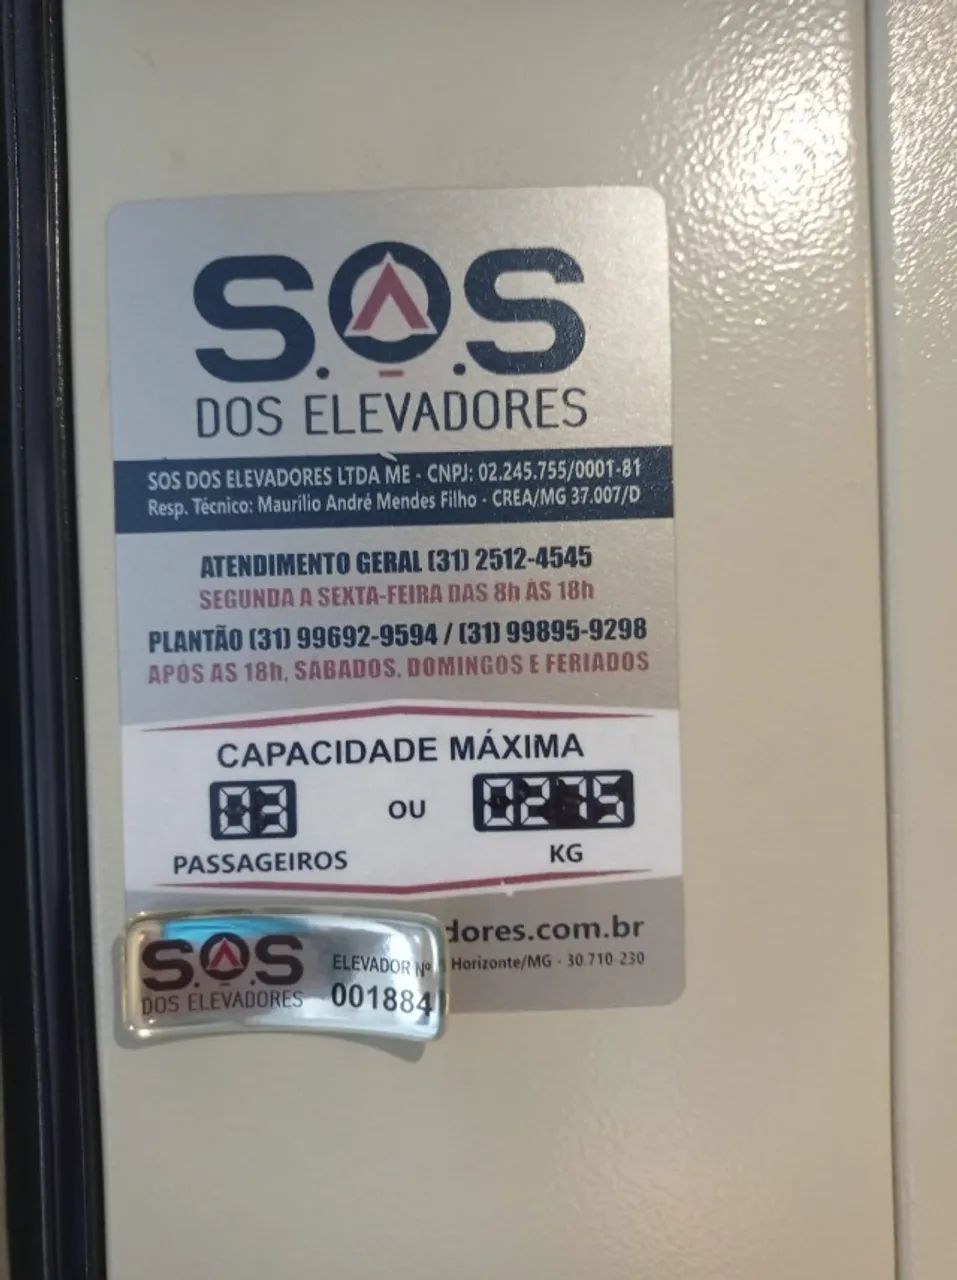 S.O.S
DOS ELEVADORES
SOS DOS ELEVADORES LTDA ME - CNPJ: 02.245.755/0001-81
Resp. Técnico: Maurílio André Mendes Filho - CREA/MG 37.007/D
ATENDIMENTO GERAL (31) 2512-4545
SEGUNDA A SEXTA-FEIRA DAS 8h ÀS 18h
PLANTÃO (31) 99692-9594 / (31) 99895-9298
APÓS AS 18h, SÁBADOS, DOMINGOS E FERIADOS
CAPACIDADE MÁXIMA
03 OU 0275
PASSAGEIROS KG
dores.com.br
Horizonte/MG - 30.710-230
S.O.S
DOS ELEVADORES
ELEVADOR Nº
001884